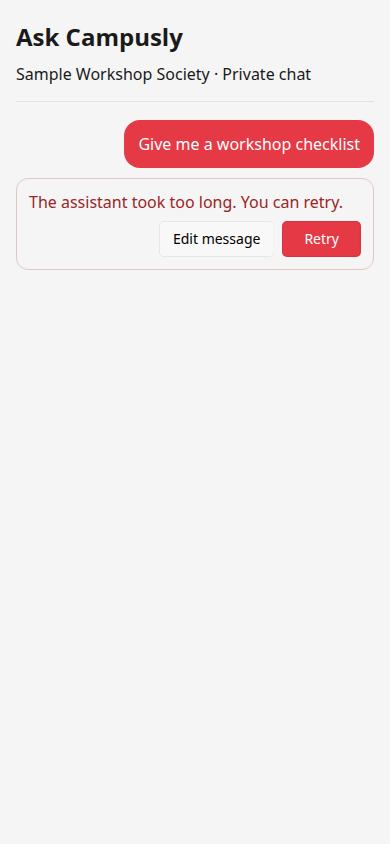 Ask Campusly
Sample Workshop Society · Private chat
Give me a workshop checklist
The assistant took too long. You can retry.
Edit message
Retry